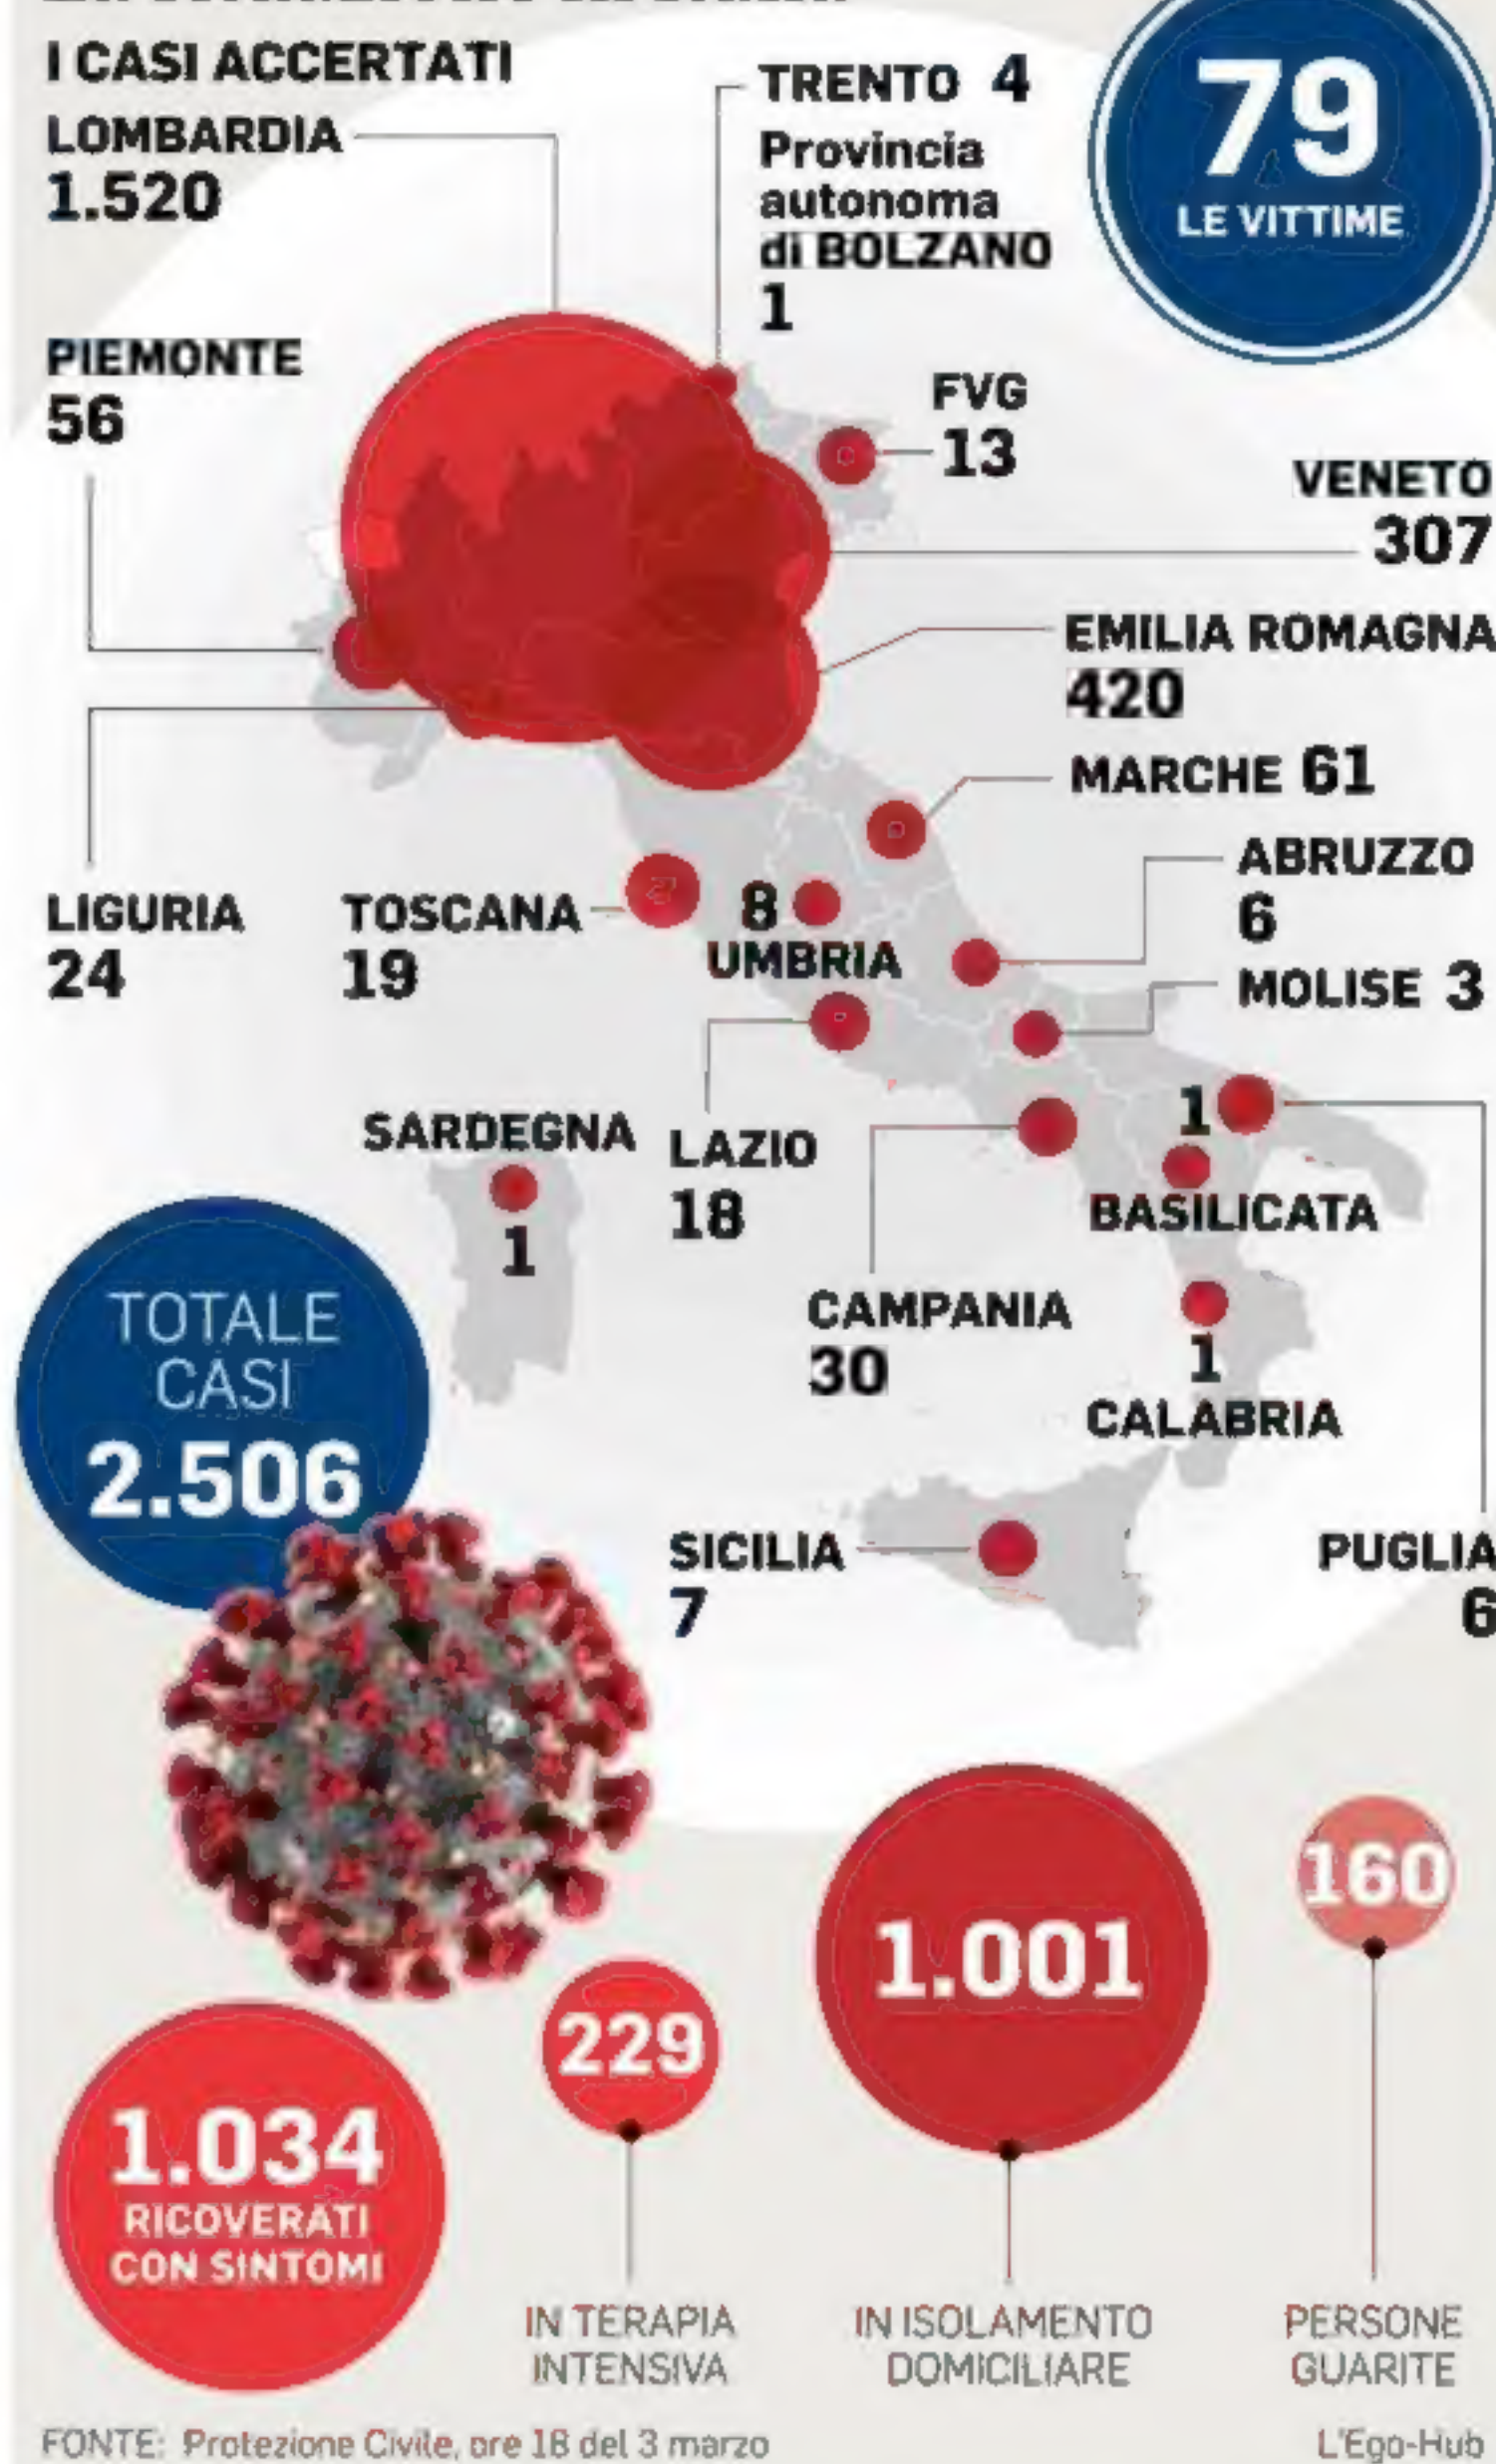 I CASI ACCERTATI
LOMBARDIA
1.520
TRENTO 4
Provincia
autonoma
di BOLZANO
1
79
LE VITTIME
PIEMONTE
56
FVG
13
VENETO
307
EMILIA ROMAGNA
420
MARCHE 61
ABRUZZO
6
LIGURIA
24
TOSCANA
19
8
UMBRIA
MOLISE 3
SARDEGNA
1
LAZIO
18
1
BASILICATA
CAMPANIA
30
1
CALABRIA
TOTALE
CASI
2.506
SICILIA
7
PUGLIA
6
1.034
RICOVERATI
CON SINTOMI
229
IN TERAPIA
INTENSIVA
1.001
IN ISOLAMENTO
DOMICILIARE
160
PERSONE
GUARITE
FONTE: Protezione Civile, ore 18 del 3 marzo
L'Ego-Hub